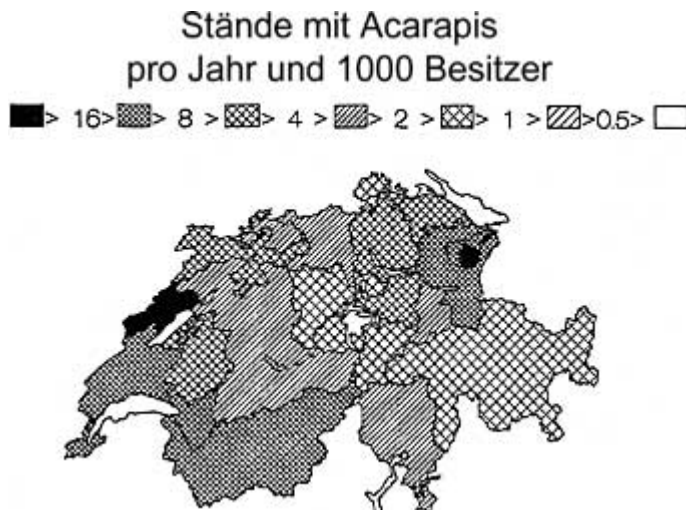 Stände mit Acarapis
pro Jahr und 1000 Besitzer
> 16> > 8 > > 4 > > 2 > > 1 > >0.5>